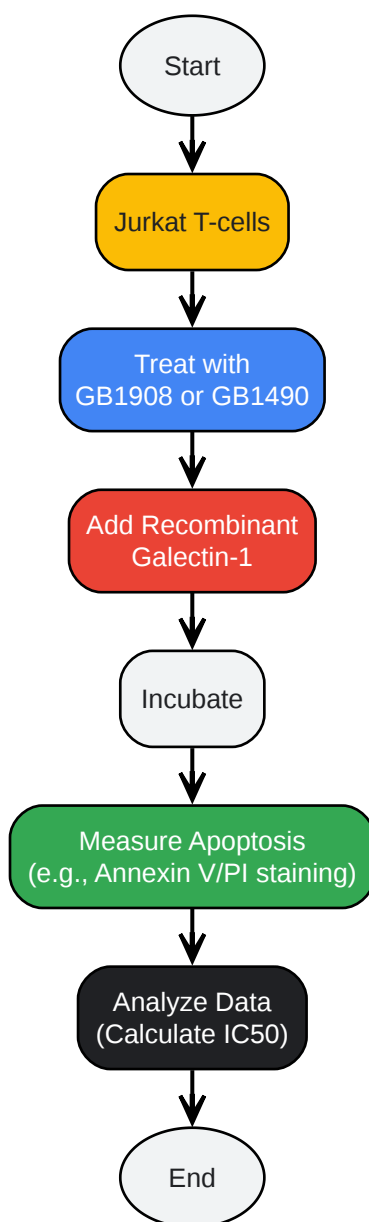 Start
Jurkat T-cells
Treat with
GB1908 or GB1490
Add Recombinant
Galectin-1
Incubate
Measure Apoptosis
(e.g., Annexin V/PI staining)
Analyze Data
(Calculate IC50)
End